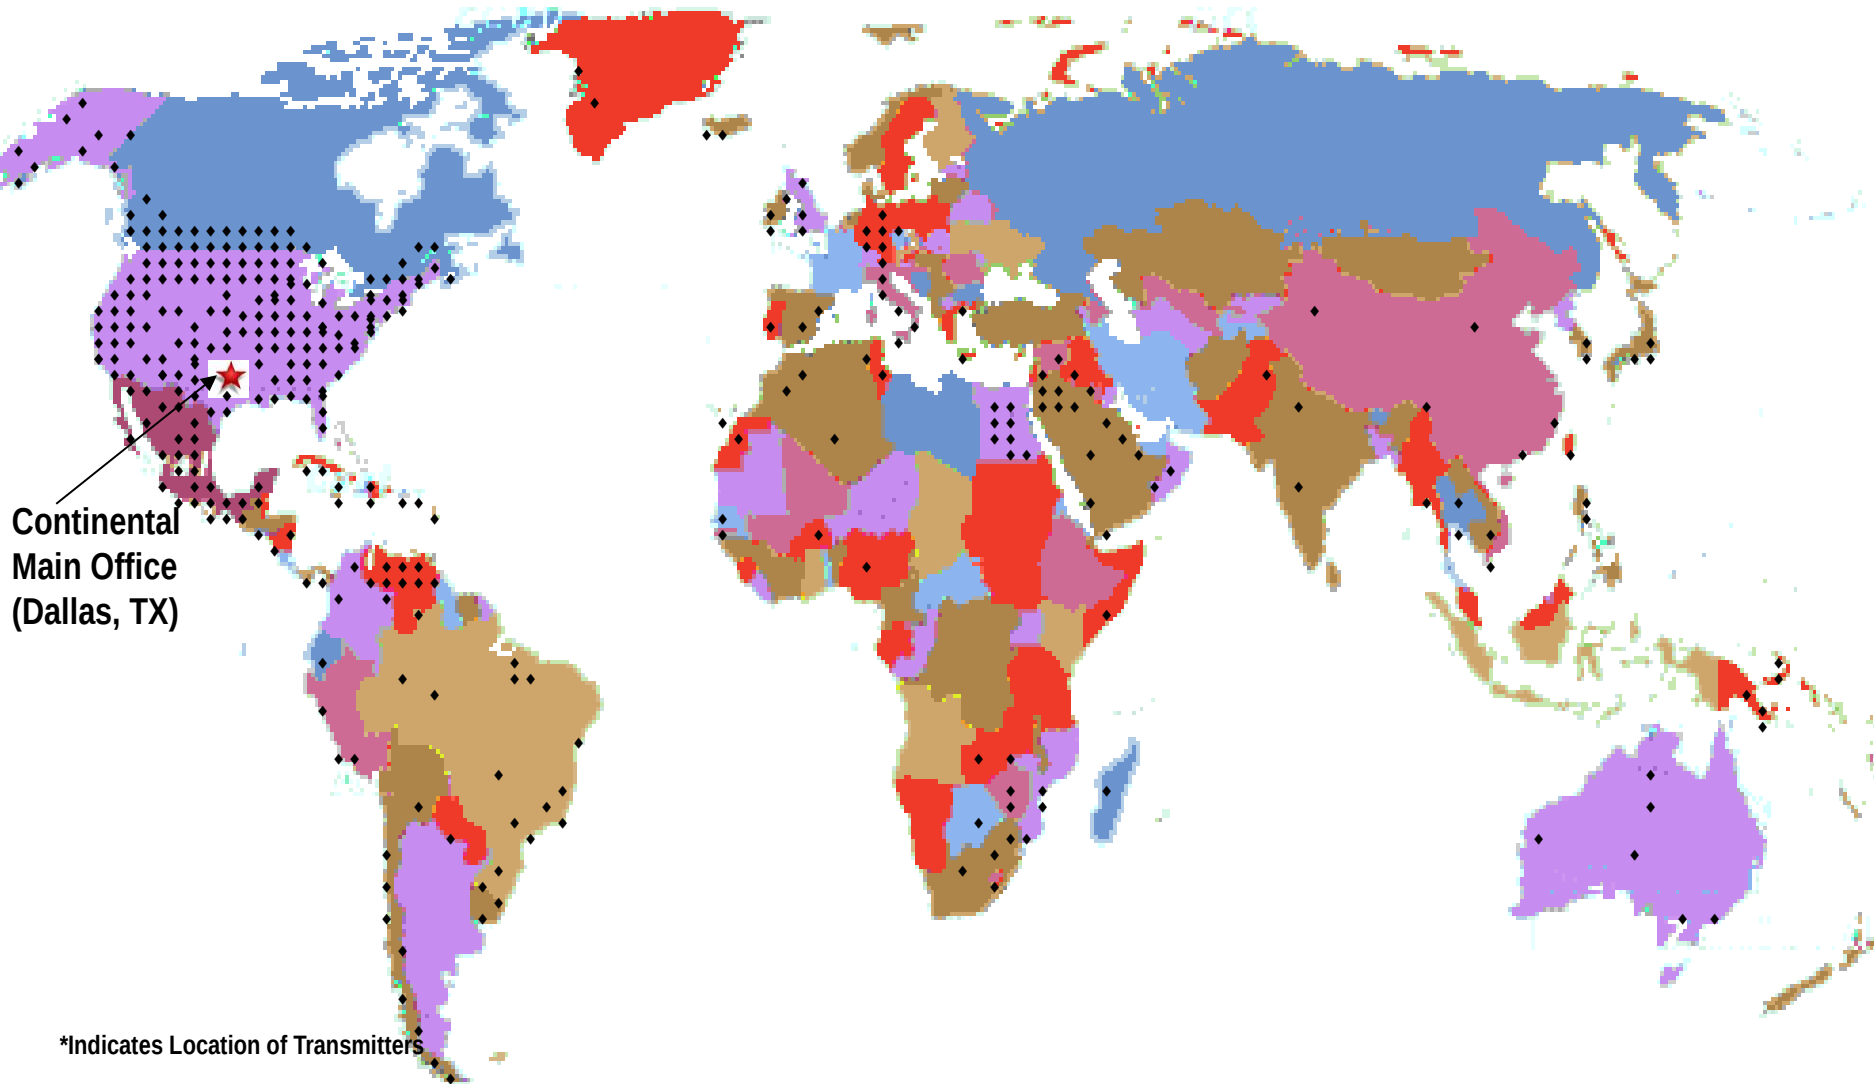 Continental
Main Office
(Dallas, TX)
*Indicates Location of Transmitters